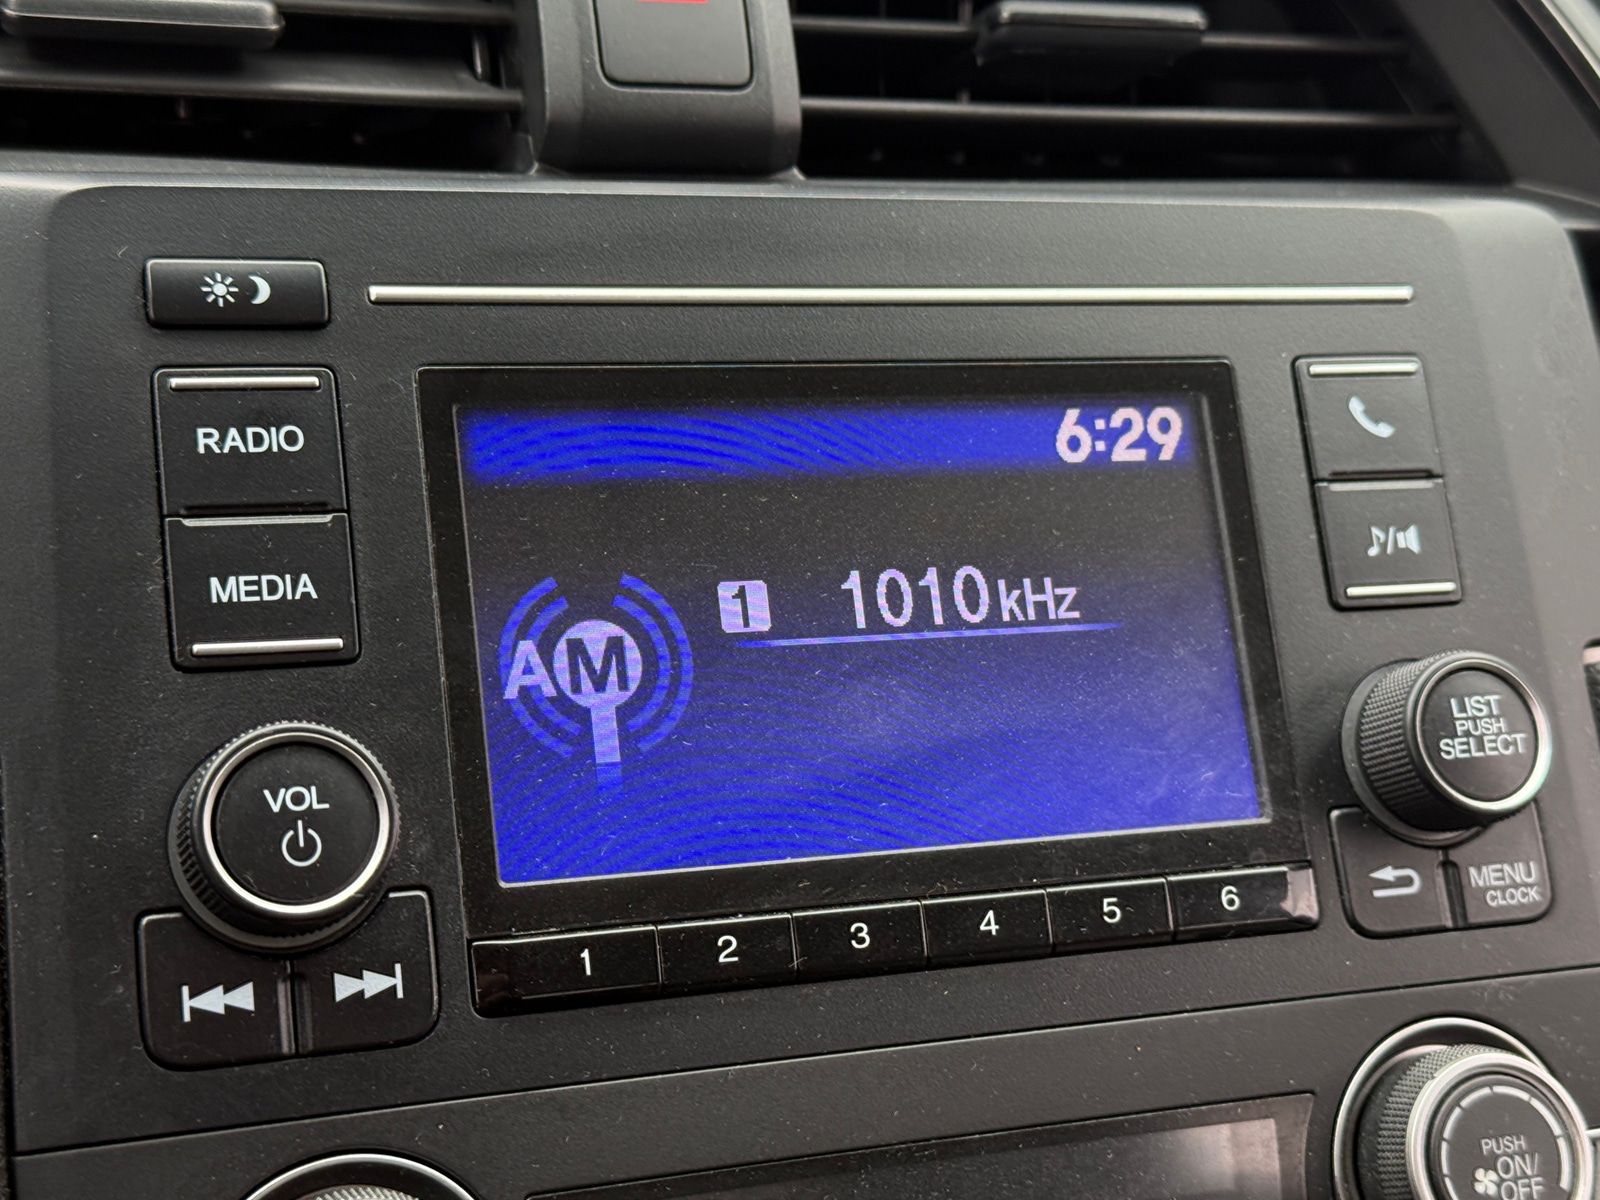 RADIO
MEDIA
VOL
6:29
AM
1 1010kHz
1 2 3 4 5 6
LIST
PUSH
SELECT
MENU
CLOCK
PUSH
ON/
OFF